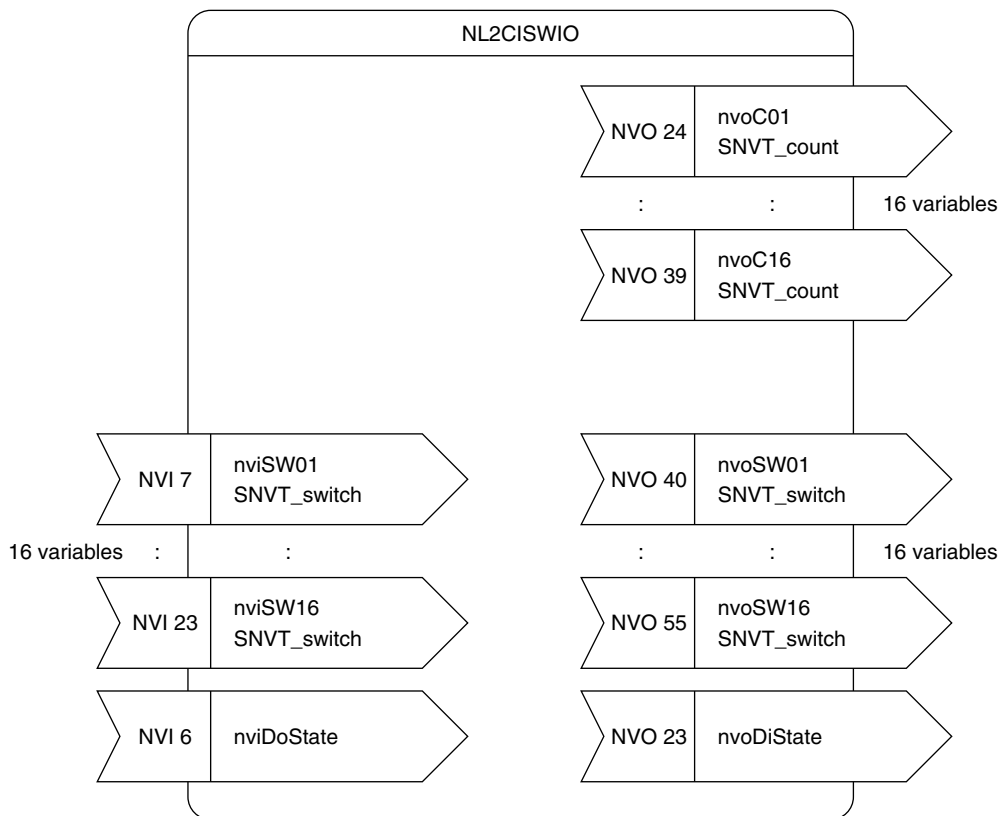 NL2CISWIO
NVO 24
nvoC01
SNVT_count
: : 16 variables
NVO 39
nvoC16
SNVT_count
NVI 7
nviSW01
SNVT_switch
NVO 40
nvoSW01
SNVT_switch
16 variables : : : : 16 variables
NVI 23
nviSW16
SNVT_switch
NVO 55
nvoSW16
SNVT_switch
NVI 6
nviDoState
NVO 23
nvoDiState